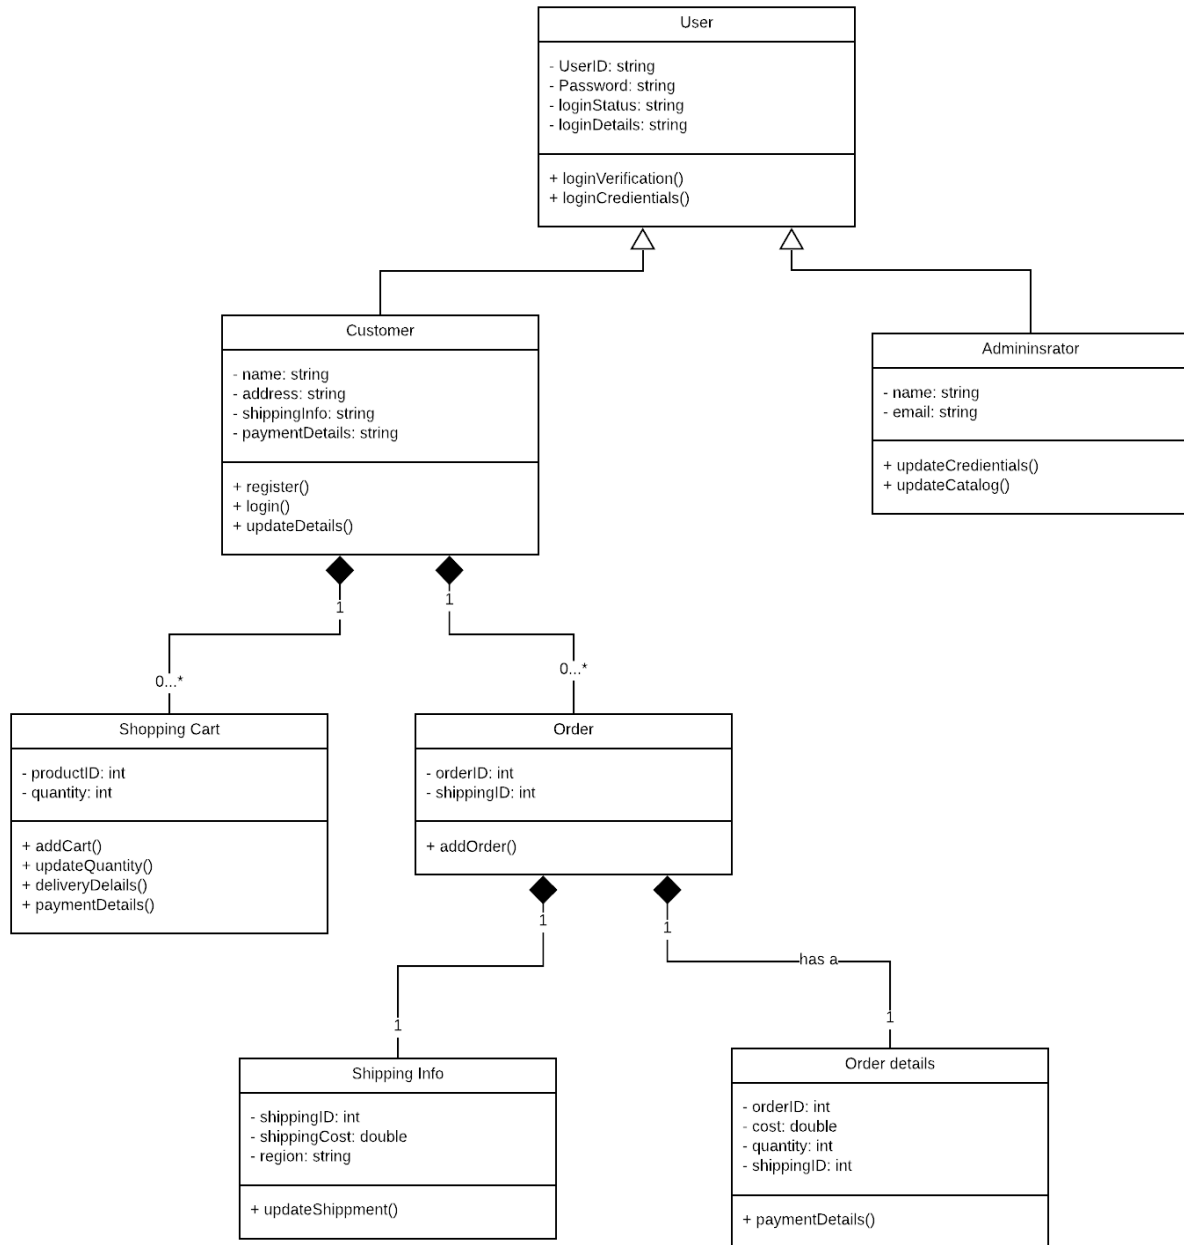 User
- UserID: string
- Password: string
- loginStatus: string
- loginDetails: string
+ loginVerification()
+ loginCredientials()
Customer
- name: string
- address: string
- shippingInfo: string
- paymentDetails: string
+ register()
+ login()
+ updateDetails()
Admininsrator
- name: string
- email: string
+ updateCredientials()
+ updateCatalog()
1
1
0...*
0...*
Shopping Cart
- productID: int
- quantity: int
+ addCart()
+ updateQuantity()
+ deliveryDelails()
+ paymentDetails()
Order
- orderID: int
- shippingID: int
+ addOrder()
1
1
has a
1
1
Shipping Info
- shippingID: int
- shippingCost: double
- region: string
+ updateShippment()
Order details
- orderID: int
- cost: double
- quantity: int
- shippingID: int
+ paymentDetails()